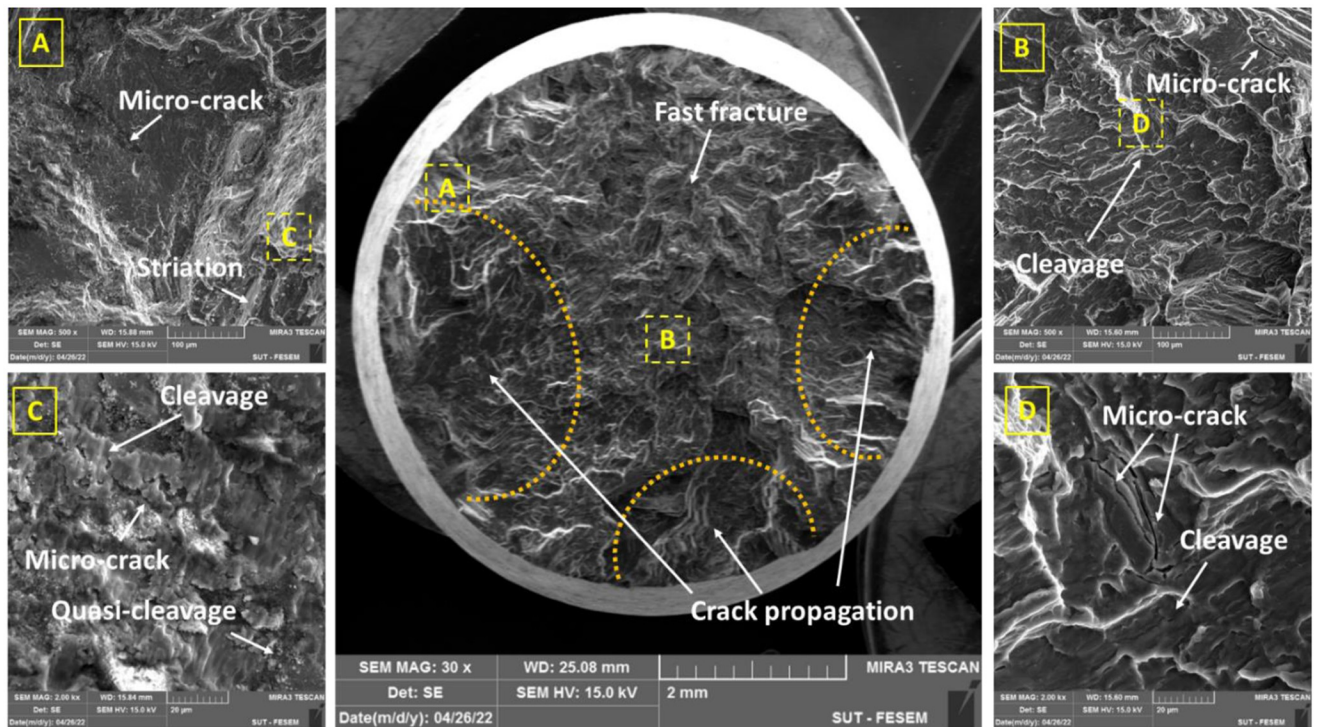 A
Micro-crack
C
Striation
SEM MAG: 500 x
WD: 15.88 mm
MIRA3 TESCAN
Det: SE
SEM HV: 15.0 kV
100 µm
Date(m/d/y): 04/26/22
SUT - FESEM
C
Cleavage
Micro-crack
Quasi-cleavage
SEM MAG: 2.00 kx
WD: 15.84 mm
MIRA3 TESCAN
Det: SE
SEM HV: 15.0 kV
20 µm
Date(m/d/y): 04/26/22
SUT - FESEM
Fast fracture
A
B
Crack propagation
SEM MAG: 30 x
WD: 25.08 mm
MIRA3 TESCAN
Det: SE
SEM HV: 15.0 kV
2 mm
Date(m/d/y): 04/26/22
SUT - FESEM
B
Micro-crack
D
Cleavage
SEM MAG: 500 x
WD: 15.60 mm
MIRA3 TESCAN
Det: SE
SEM HV: 15.0 kV
100 µm
Date(m/d/y): 04/26/22
SUT - FESEM
D
Micro-crack
Cleavage
SEM MAG: 2.00 kx
WD: 15.60 mm
MIRA3 TESCAN
Det: SE
SEM HV: 15.0 kV
20 µm
Date(m/d/y): 04/26/22
SUT - FESEM